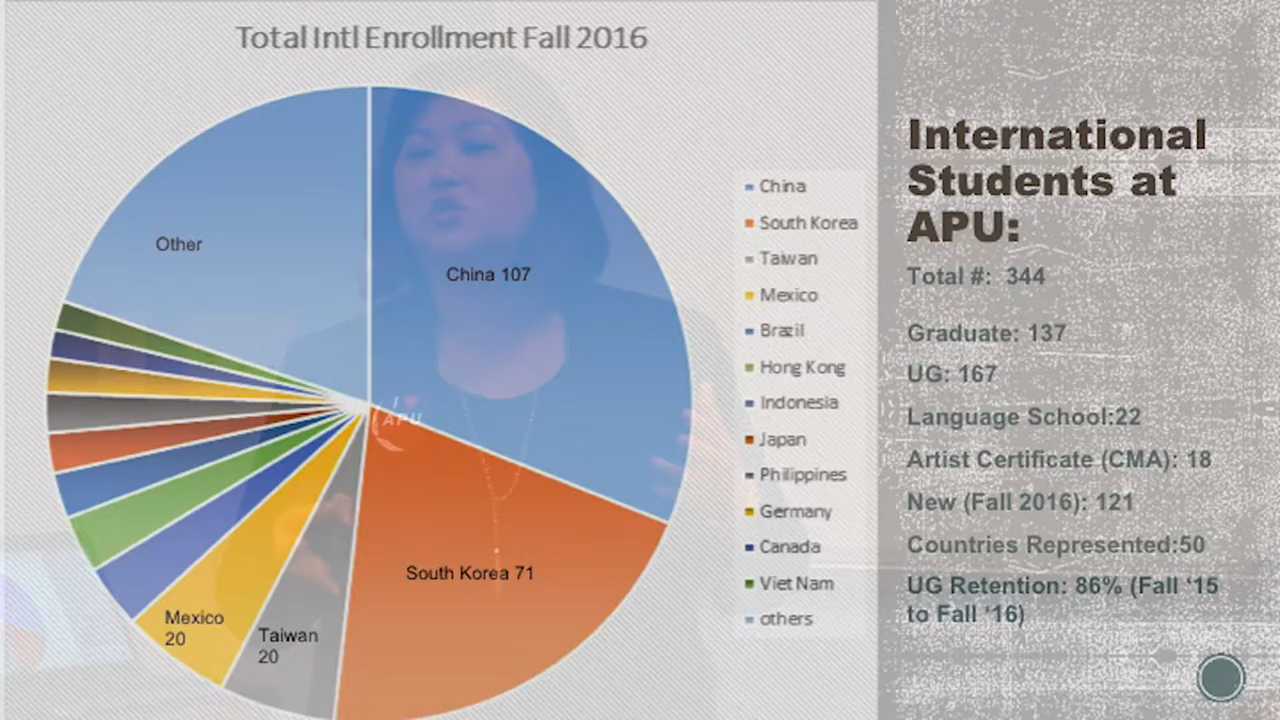 Total Intl Enrollment Fall 2016
Other
China 107
South Korea 71
Mexico
20
Taiwan
20
I
APU
China
South Korea
Taiwan
Mexico
Brazil
Hong Kong
Indonesia
Japan
Philippines
Germany
Canada
Viet Nam
others
International
Students at
APU:
Total #: 344
Graduate: 137
UG: 167
Language School:22
Artist Certificate (CMA): 18
New (Fall 2016): 121
Countries Represented:50
UG Retention: 86% (Fall ‘15
to Fall ‘16)